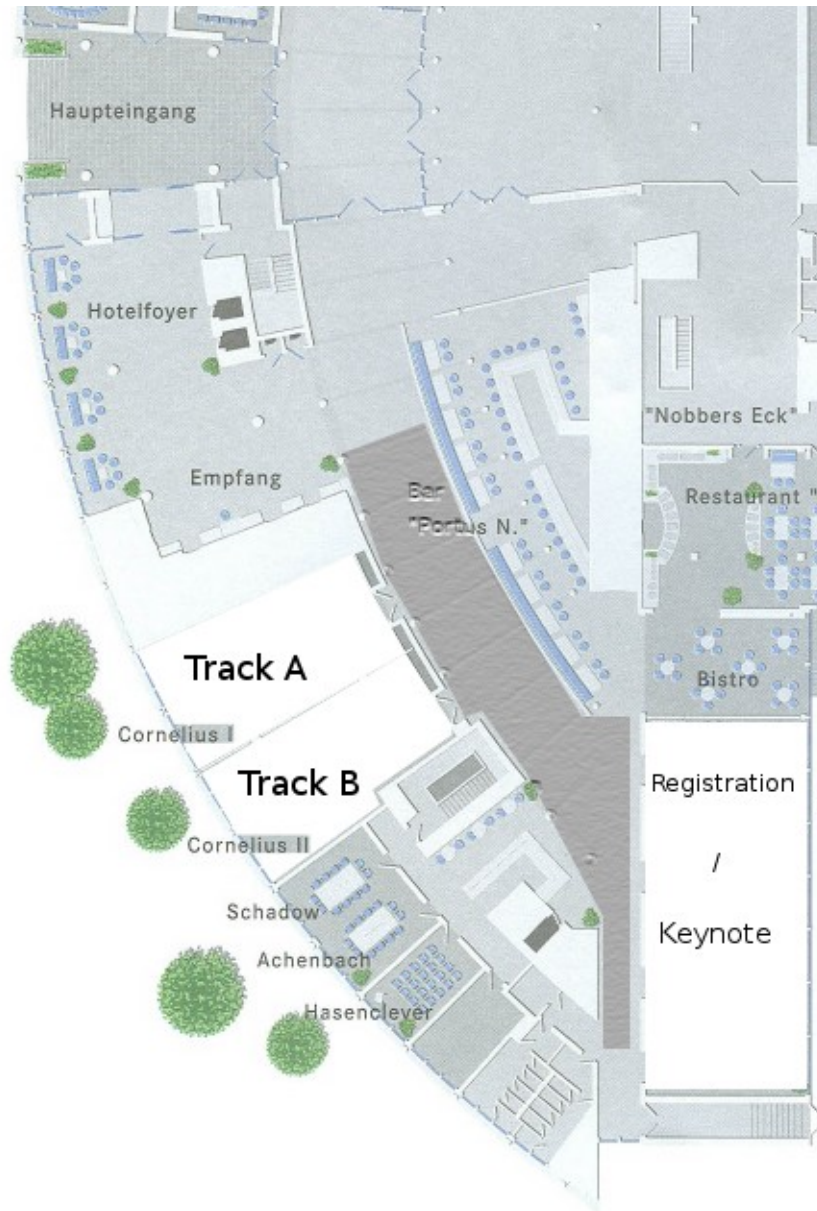 Haupteingang
Hotelfoyer
"Nobbers Eck"
Empfang
Bar
"Portus N."
Restaurant "
Track A
Bistro
Cornelius I
Track B
Registration
/
Keynote
Cornelius II
Schadow
Achenbach
Hasenclever